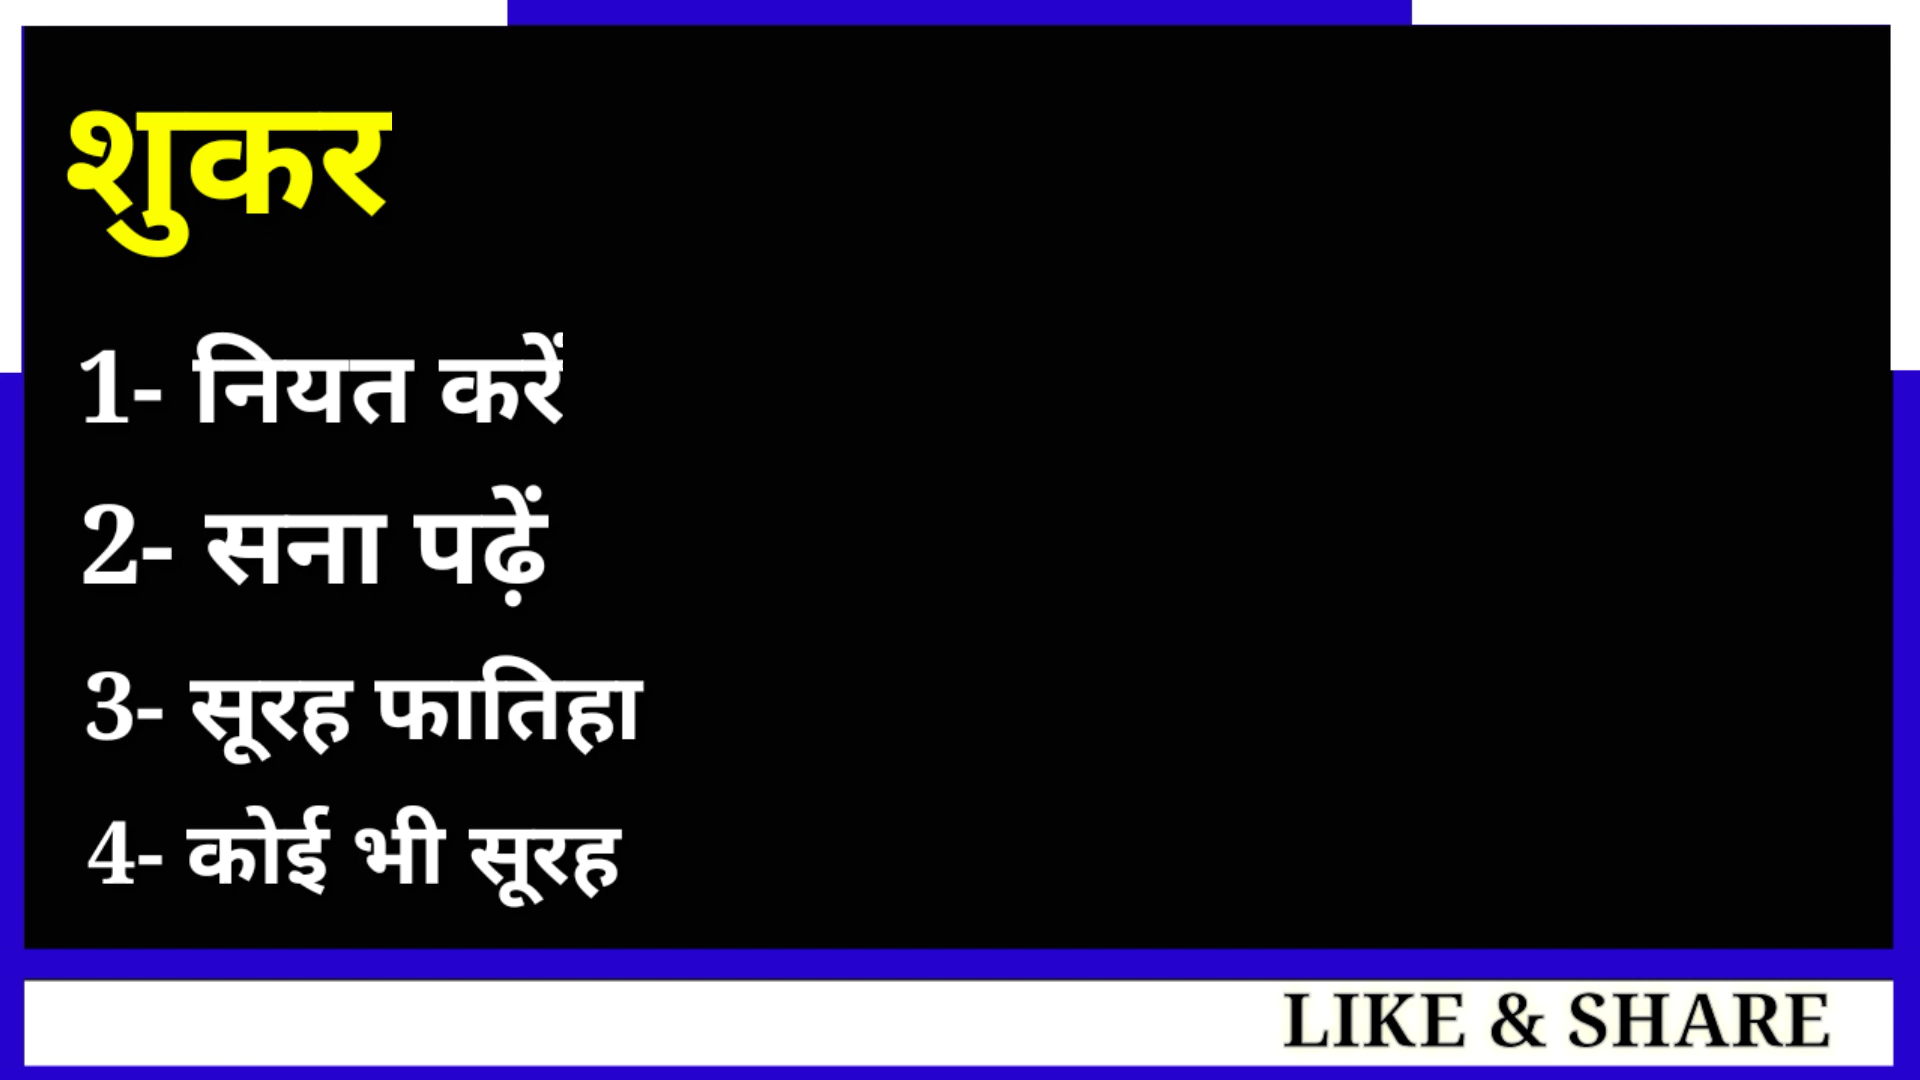 शुकर
1- नियत करें
2- सना पढ़ें
3- सूरह फातिहा
4- कोई भी सूरह
LIKE & SHARE